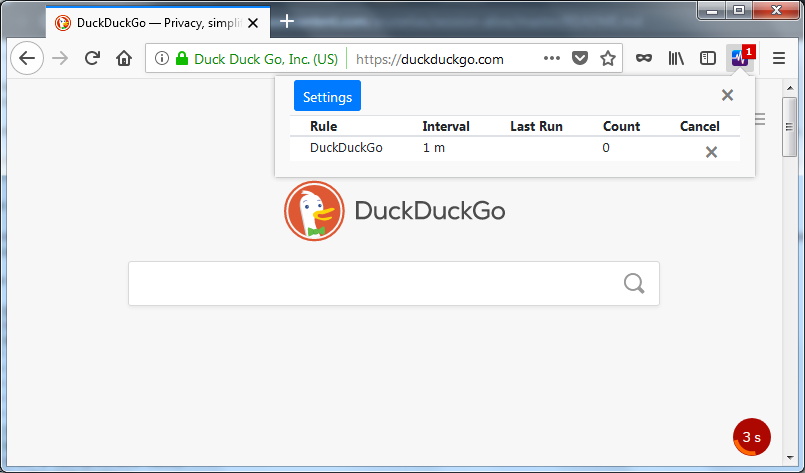 DuckDuckGo — Privacy, simplifi
Duck Duck Go, Inc. (US) https://duckduckgo.com
1
Settings
Rule Interval Last Run Count Cancel
DuckDuckGo 1 m 0
DuckDuckGo
3 s